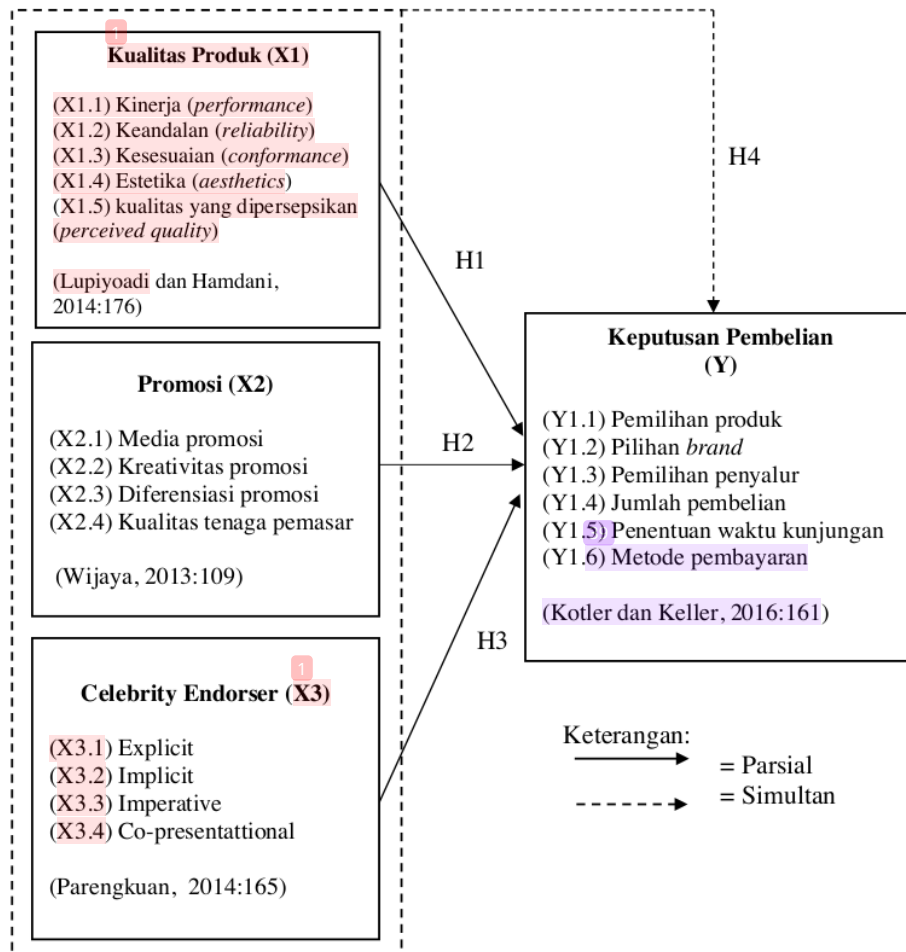 1
Kualitas Produk (X1)
(X1.1) Kinerja (performance)
(X1.2) Keandalan (reliability)
(X1.3) Kesesuaian (conformance)
(X1.4) Estetika (aesthetics)
(X1.5) kualitas yang dipersepsikan
(perceived quality)
(Lupiyoadi dan Hamdani,
2014:176)
Promosi (X2)
(X2.1) Media promosi
(X2.2) Kreativitas promosi
(X2.3) Diferensiasi promosi
(X2.4) Kualitas tenaga pemasar
(Wijaya, 2013:109)
1
Celebrity Endorser (X3)
(X3.1) Explicit
(X3.2) Implicit
(X3.3) Imperative
(X3.4) Co-presentattional
(Parengkuan, 2014:165)
H1
H2
H3
H4
Keputusan Pembelian
(Y)
(Y1.1) Pemilihan produk
(Y1.2) Pilihan brand
(Y1.3) Pemilihan penyalur
(Y1.4) Jumlah pembelian
(Y1.5) Penentuan waktu kunjungan
(Y1.6) Metode pembayaran
(Kotler dan Keller, 2016:161)
Keterangan:
= Parsial
= Simultan